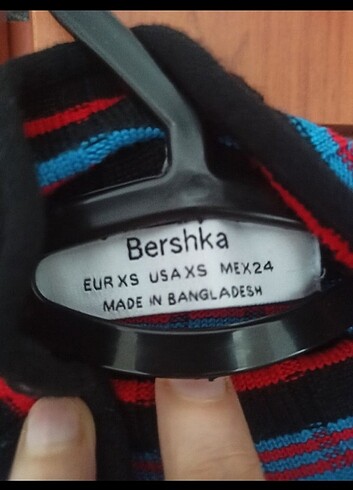 Bershka
EUR XS USA XS MEX 24
MADE IN BANGLADESH